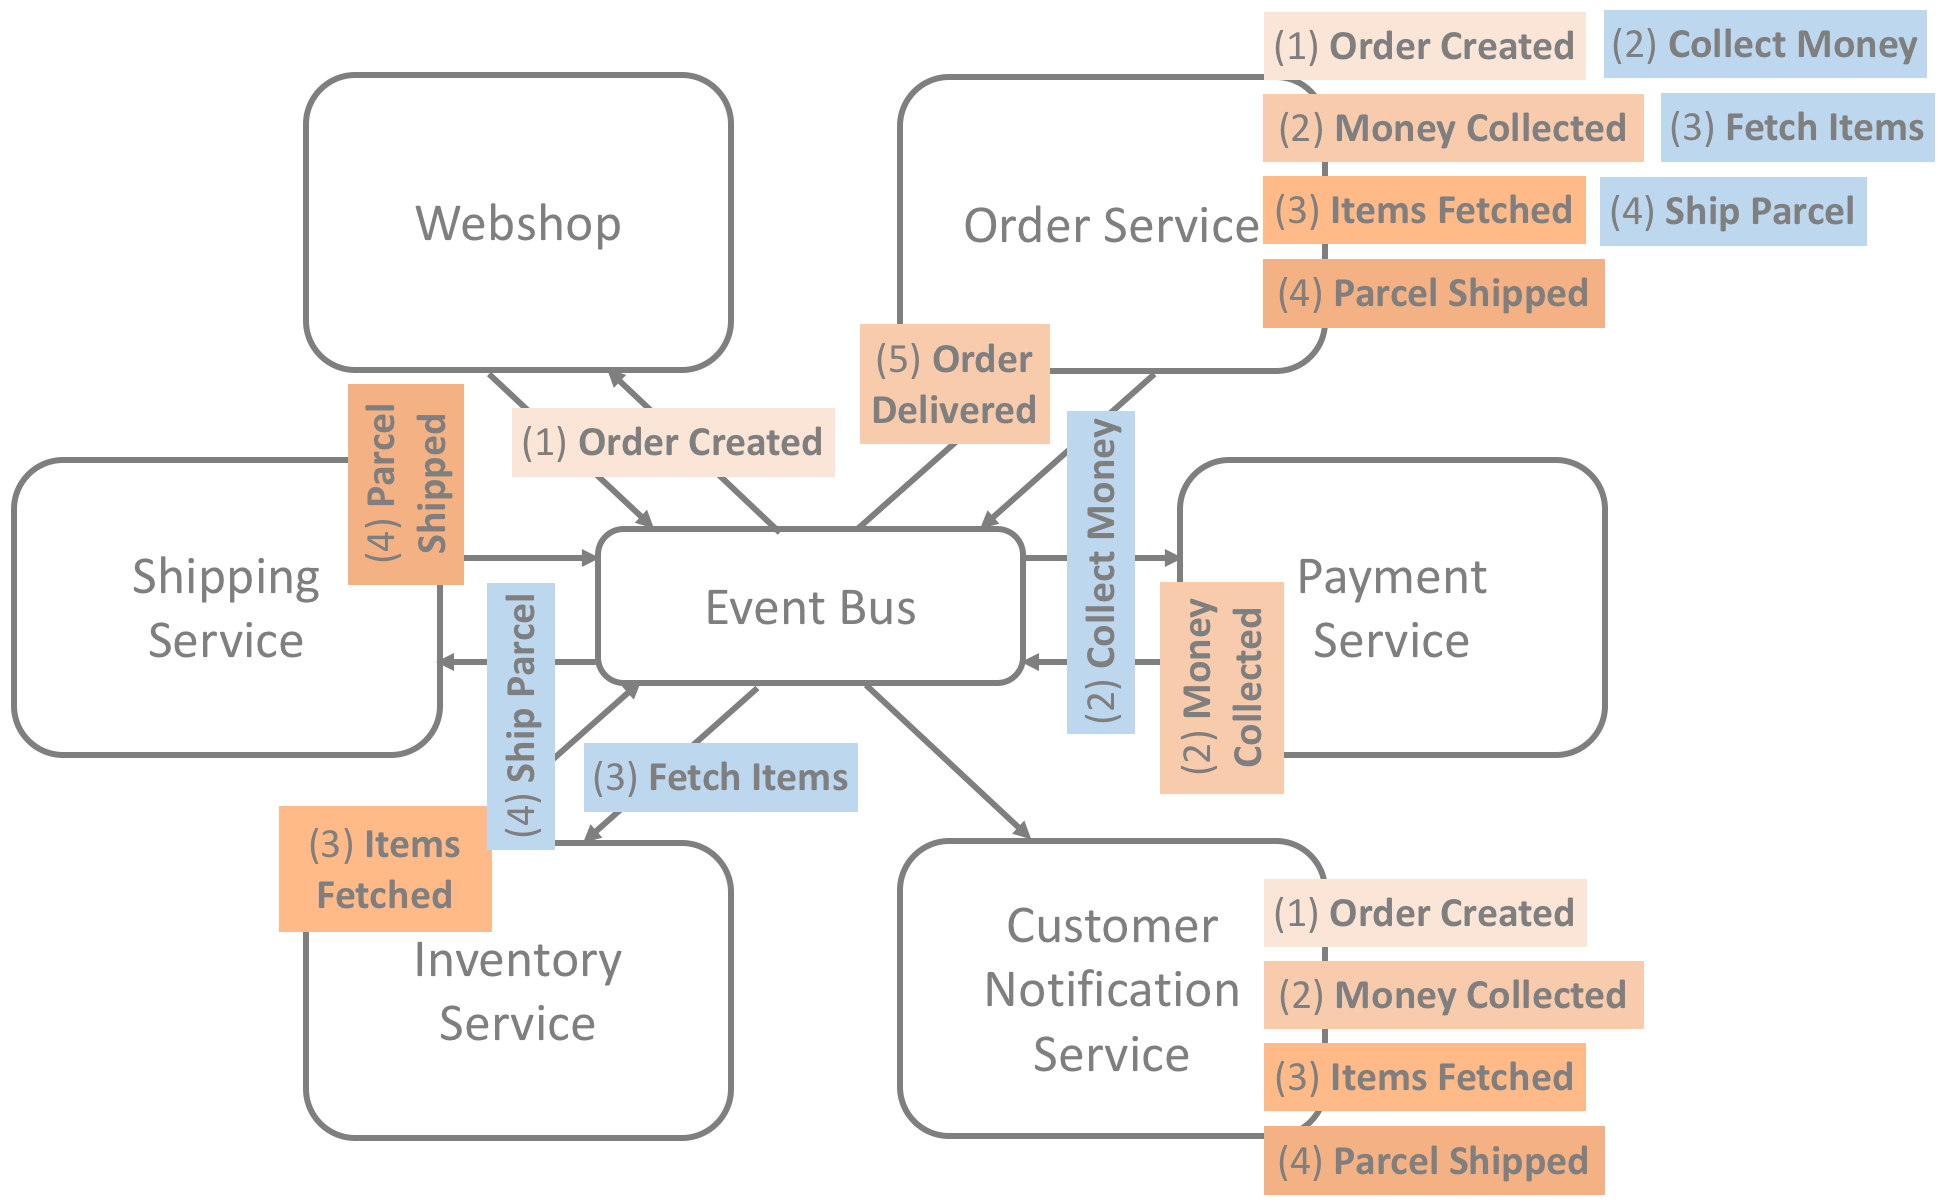 (1) Order Created
(2) Collect Money
(2) Money Collected
(3) Fetch Items
(3) Items Fetched
(4) Ship Parcel
(4) Parcel Shipped
Webshop
Order Service
(5) Order
Delivered
(4) Parcel
Shipped
(1) Order Created
(2) Collect Money
Shipping
Service
Event Bus
Payment
Service
(2) Money
Collected
(4) Ship Parcel
(3) Fetch Items
(3) Items
Fetched
Inventory
Service
Customer
Notification
Service
(1) Order Created
(2) Money Collected
(3) Items Fetched
(4) Parcel Shipped